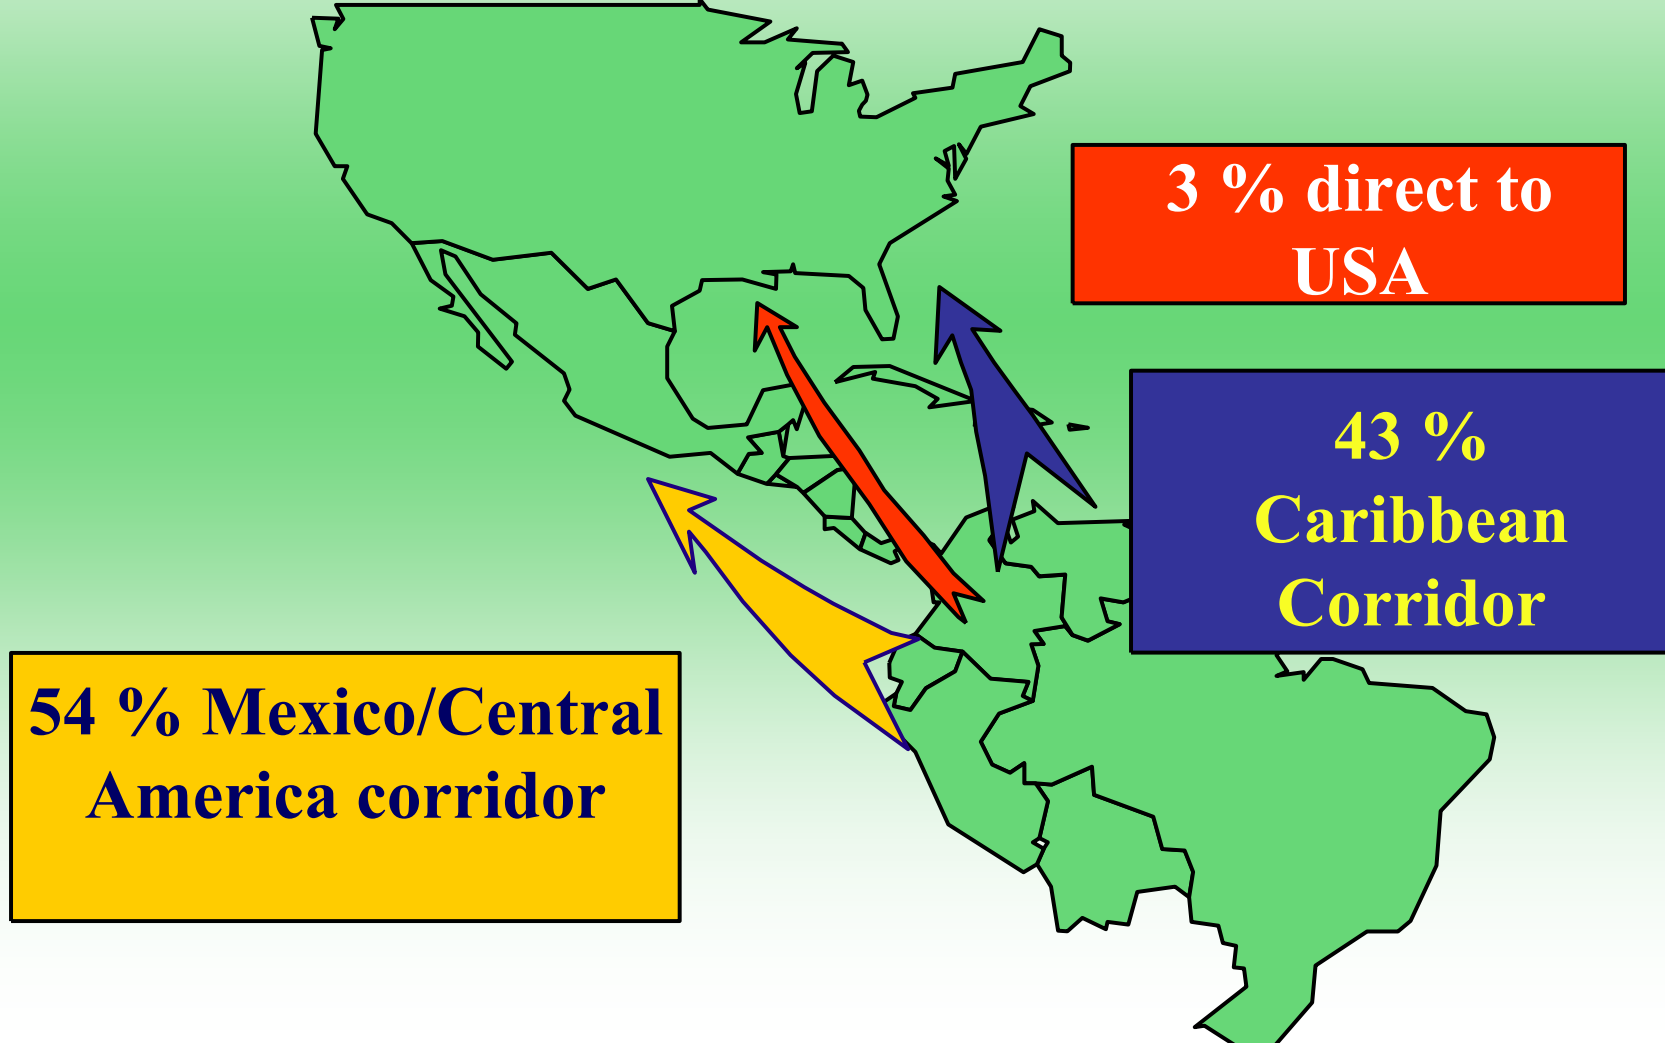 3 % direct to
USA
43 %
Caribbean
Corridor
54 % Mexico/Central
America corridor